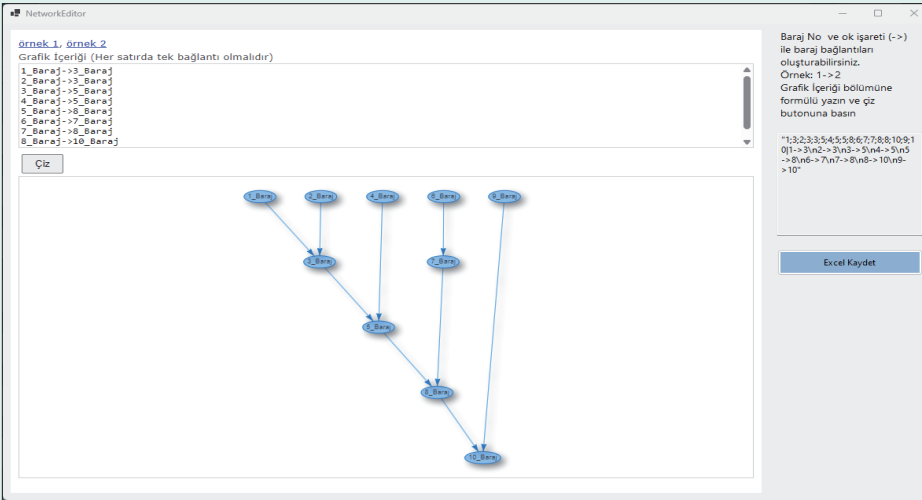 NetworkEditor
örnek 1, örnek 2
Grafik İçeriği (Her satırda tek bağlantı olmalıdır)
1_Baraj->3_Baraj
2_Baraj->3_Baraj
3_Baraj->5_Baraj
4_Baraj->5_Baraj
5_Baraj->8_Baraj
6_Baraj->7_Baraj
7_Baraj->8_Baraj
8_Baraj->10_Baraj
Çiz
1_Baraj
2_Baraj
4_Baraj
6_Baraj
9_Baraj
3_Baraj
7_Baraj
5_Baraj
8_Baraj
10_Baraj
Baraj No ve ok işareti (->)
ile baraj bağlantıları
oluşturabilirsiniz.
Örnek: 1->2
Grafik İçeriği bölümüne
formülü yazın ve çiz
butonuna basın
"1;3;2;3;3;5;4;5;5;8;6;7;7;8;8;10;9;1
0|1->3\n2->3\n3->5\n4->5\n5
->8\n6->7\n7->8\n8->10\n9-
>10"
Excel Kaydet